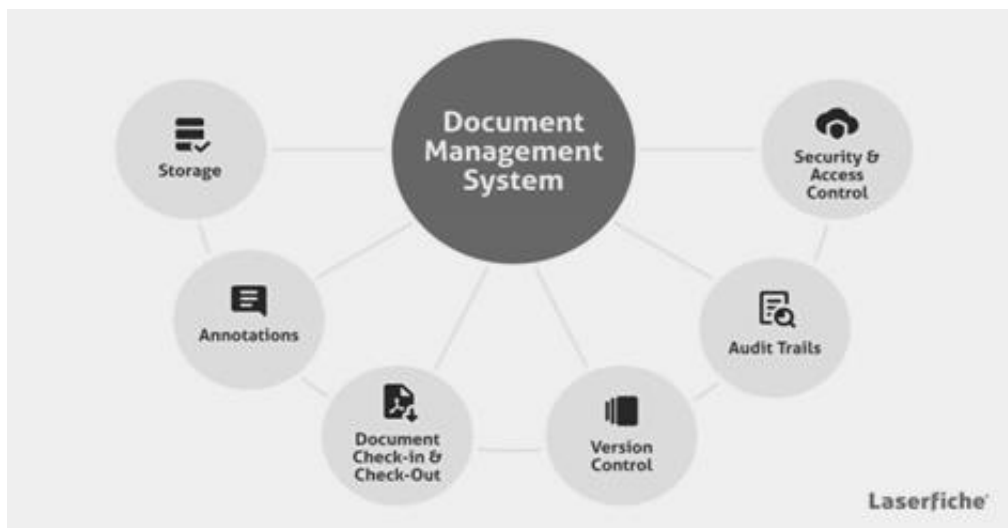 Document
Management
System
Storage
Security &
Access
Control
Annotations
Audit Trails
Document
Check-in &
Check-Out
Version
Control
Laserfiche